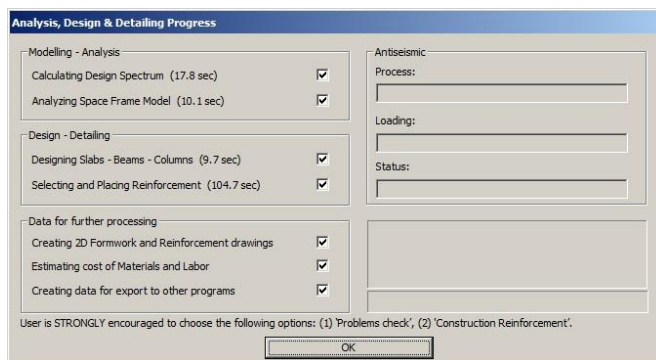 Analysis, Design & Detailing Progress
Modelling - Analysis
Calculating Design Spectrum (17.8 sec)
Analyzing Space Frame Model (10.1 sec)
Design - Detailing
Designing Slabs - Beams - Columns (9.7 sec)
Selecting and Placing Reinforcement (104.7 sec)
Data for further processing
Creating 2D Formwork and Reinforcement drawings
Estimating cost of Materials and Labor
Creating data for export to other programs
Antiseismic
Process:
Loading:
Status:
User is STRONGLY encouraged to choose the following options: (1) 'Problems check', (2) 'Construction Reinforcement'.
OK